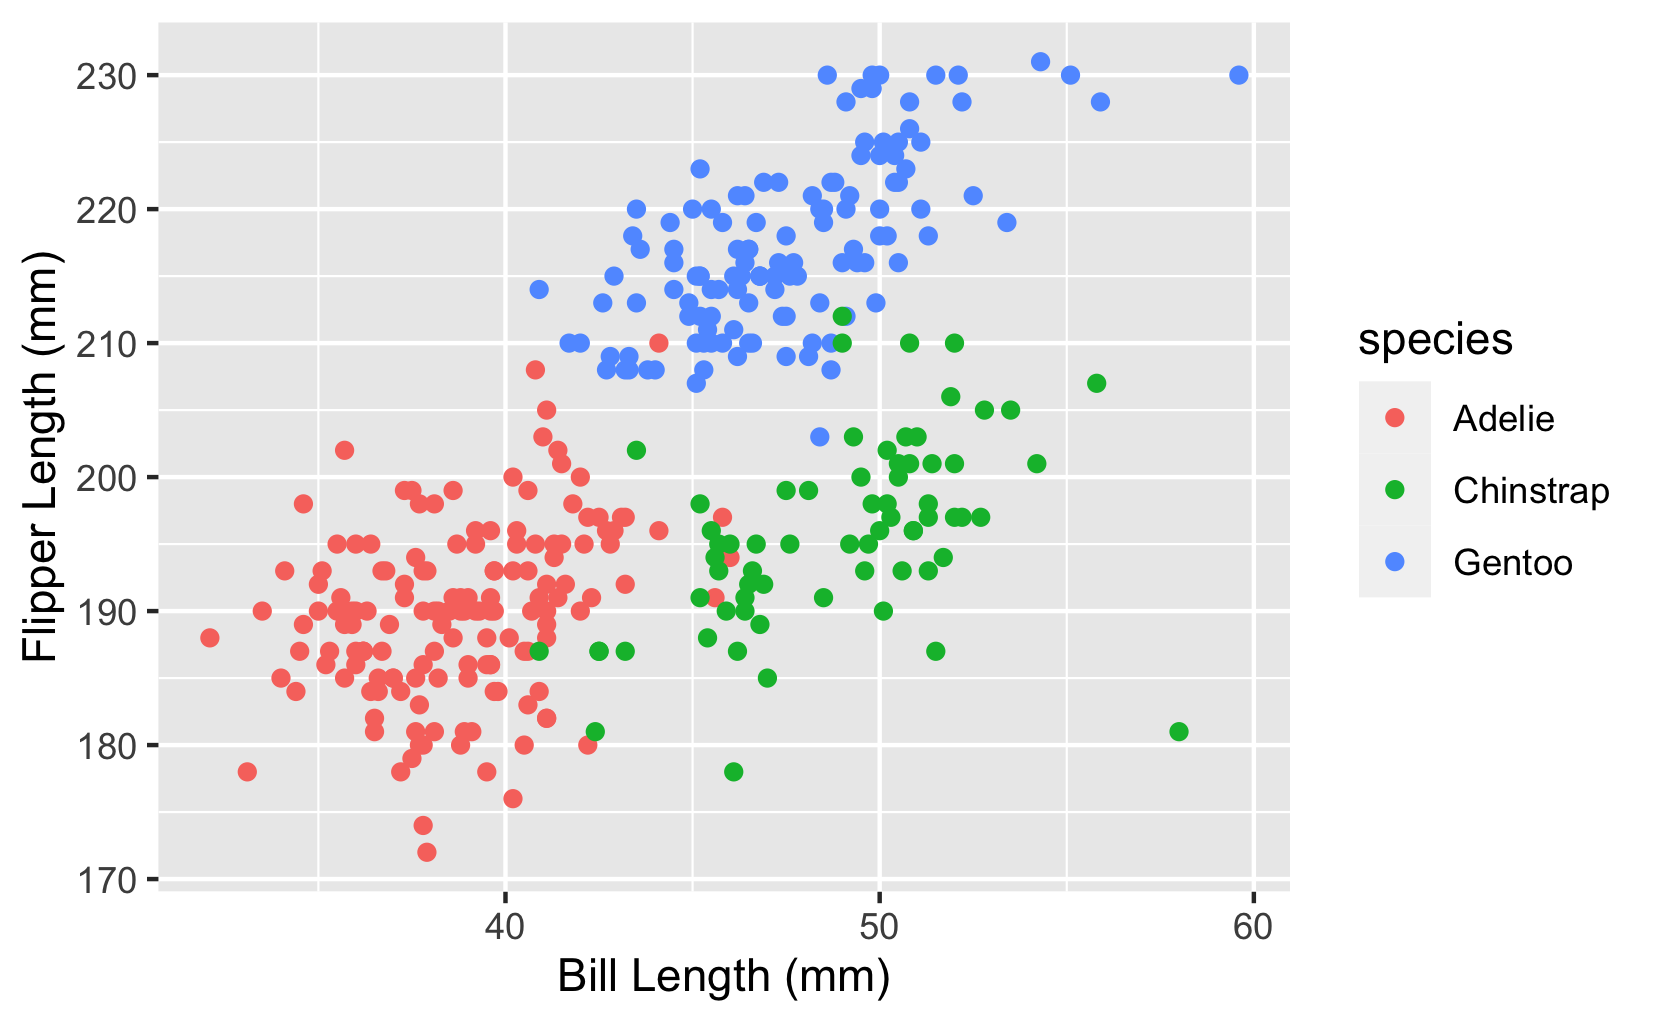 230
220
210
200
190
180
170
Flipper Length (mm)
40 50 60
Bill Length (mm)
species
Adelie
Chinstrap
Gentoo